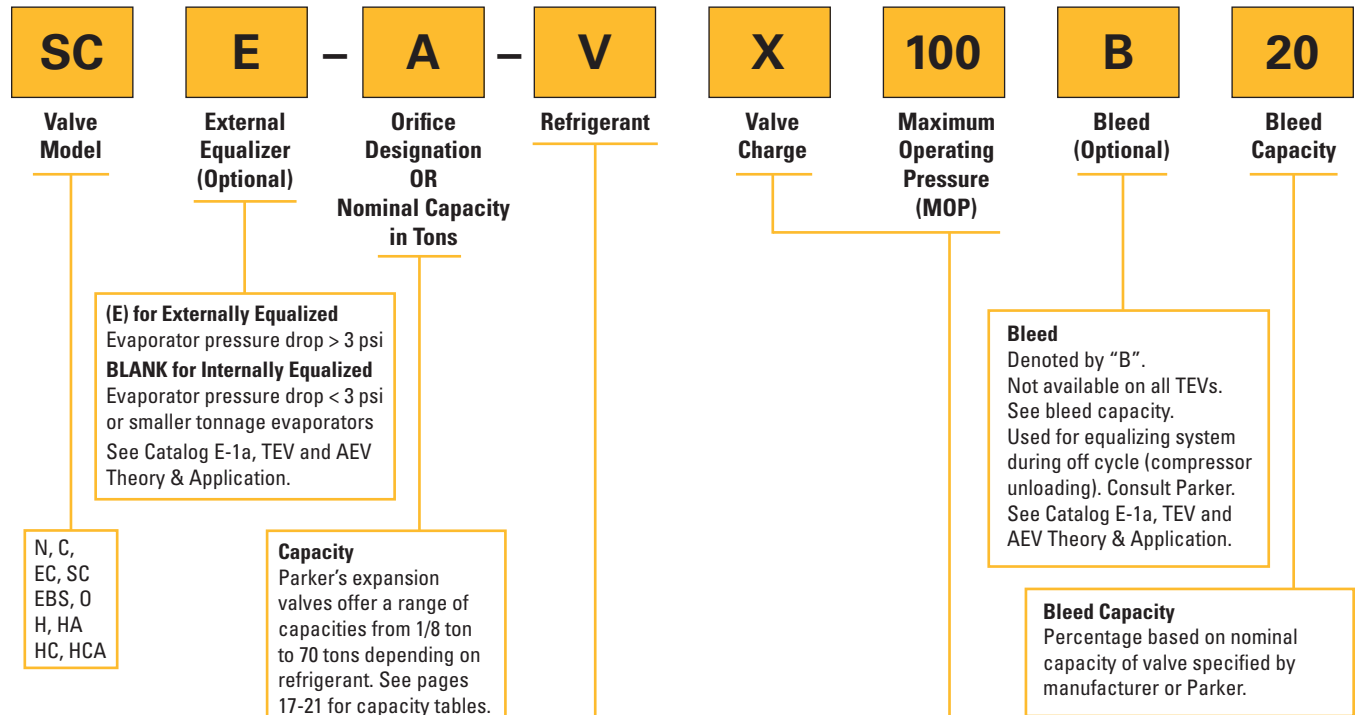 SC E – A – V X 100 B 20
Valve
Model
External
Equalizer
(Optional)
Orifice
Designation
OR
Nominal Capacity
in Tons
Refrigerant
Valve
Charge
Maximum
Operating
Pressure
(MOP)
Bleed
(Optional)
Bleed
Capacity
(E) for Externally Equalized
Evaporator pressure drop > 3 psi
BLANK for Internally Equalized
Evaporator pressure drop < 3 psi
or smaller tonnage evaporators
See Catalog E-1a, TEV and AEV
Theory & Application.
Bleed
Denoted by “B”.
Not available on all TEVs.
See bleed capacity.
Used for equalizing system
during off cycle (compressor
unloading). Consult Parker.
See Catalog E-1a, TEV and
AEV Theory & Application.
N, C,
EC, SC
EBS, O
H, HA
HC, HCA
Capacity
Parker’s expansion
valves offer a range of
capacities from 1/8 ton
to 70 tons depending on
refrigerant. See pages
17-21 for capacity tables.
Bleed Capacity
Percentage based on nominal
capacity of valve specified by
manufacturer or Parker.